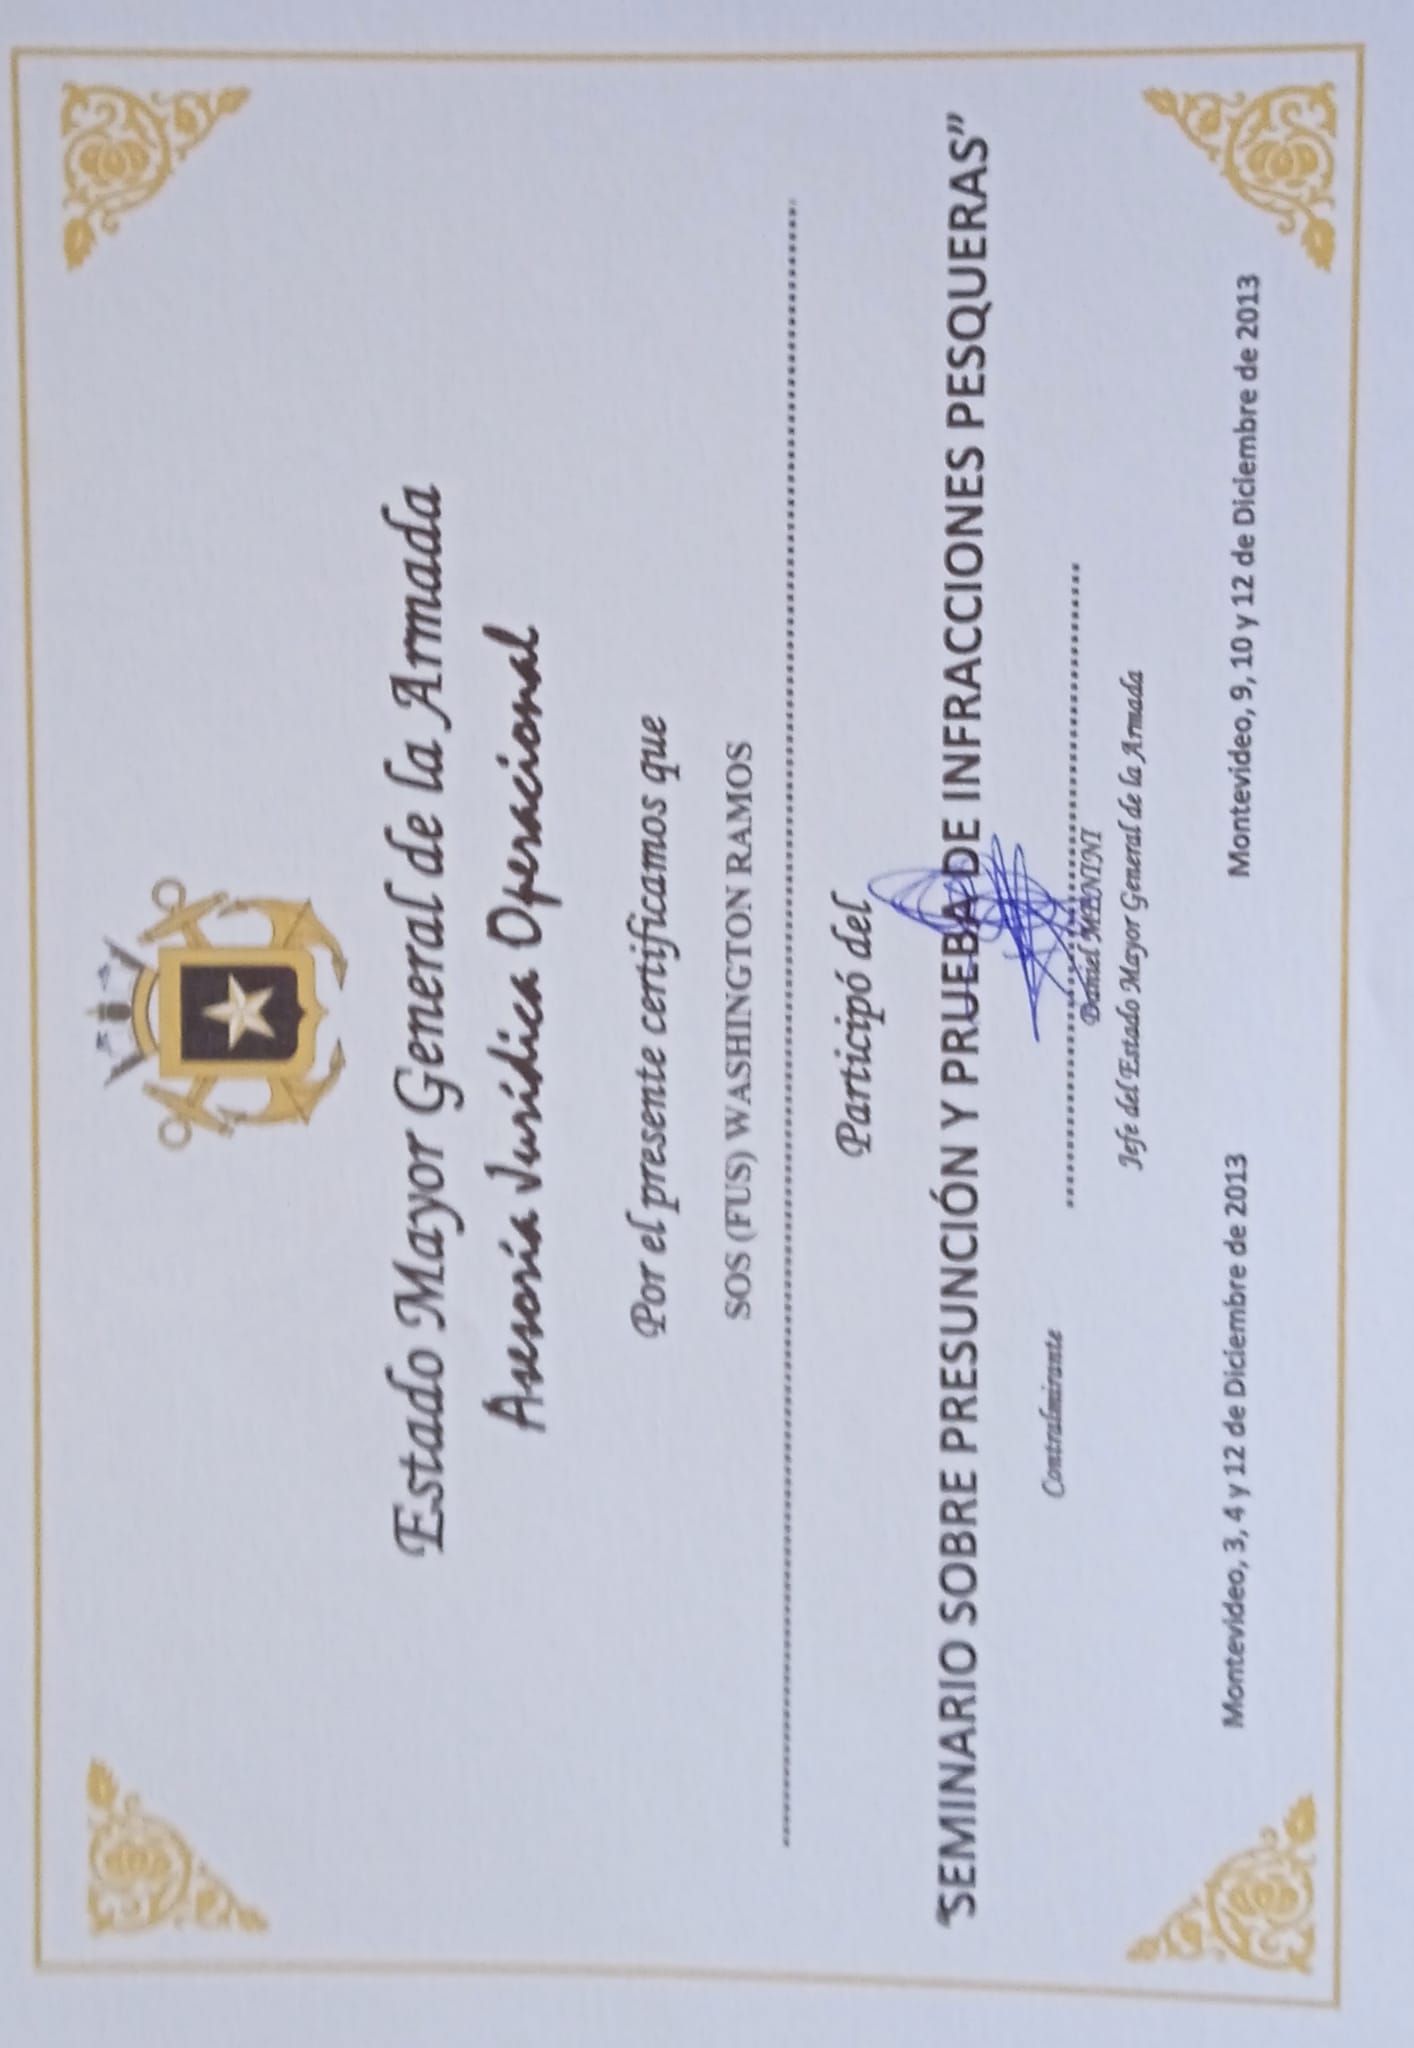 Estado Mayor General de la Armada
Asesoría Jurídica Operacional
Por el presente certificamos que
SOS (FUS) WASHINGTON RAMOS
Participó del
“SEMINARIO SOBRE PRESUNCIÓN Y PRUEBA DE INFRACCIONES PESQUERAS”
Contralmirante
Daniel MENINI
Jefe del Estado Mayor General de la Armada
Montevideo, 3, 4 y 12 de Diciembre de 2013
Montevideo, 9, 10 y 12 de Diciembre de 2013